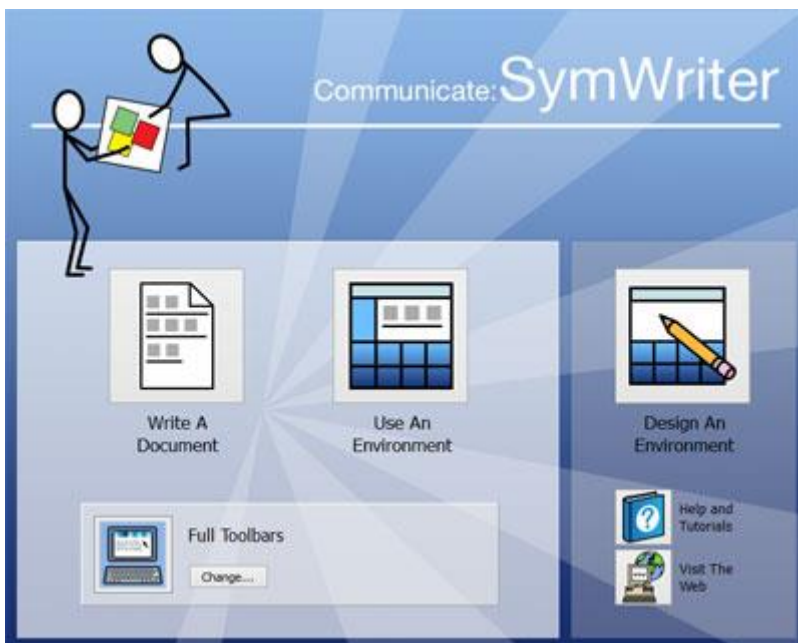 Communicate: SymWriter
Write A
Document
Use An
Environment
Design An
Environment
Full Toolbars
Change...
Help and
Tutorials
Visit The
Web